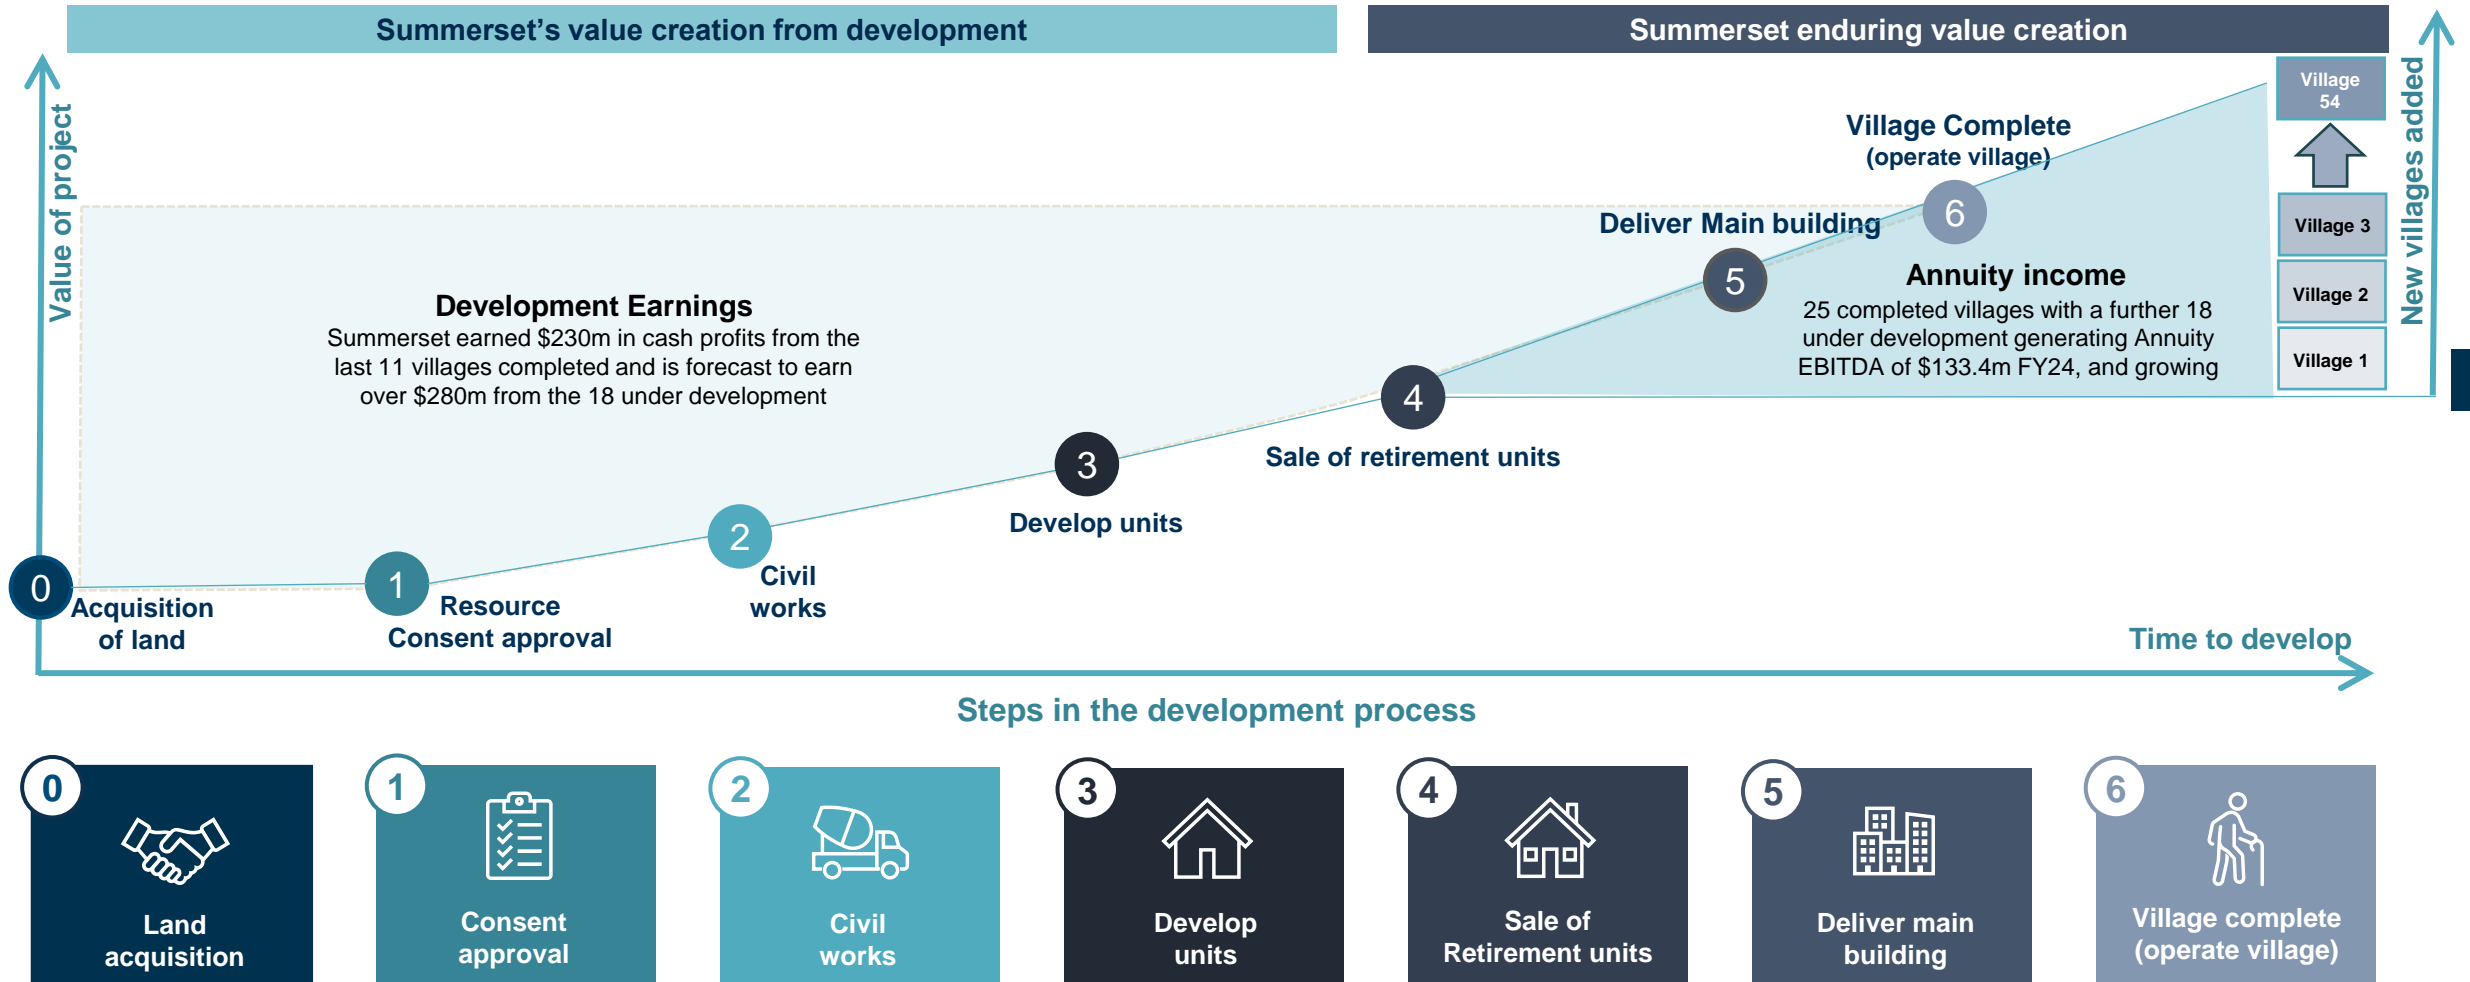 Summerset’s value creation from development
Summerset enduring value creation
Value of project
New villages added
Village
54
Village 3
Village 2
Village 1
Village Complete
(operate village)
6
Deliver Main building
5
Annuity income
25 completed villages with a further 18
under development generating Annuity
EBITDA of $133.4m FY24, and growing
Development Earnings
Summerset earned $230m in cash profits from the
last 11 villages completed and is forecast to earn
over $280m from the 18 under development
4
Sale of retirement units
3
Develop units
2
Civil
works
1
Resource
Consent approval
0
Acquisition
of land
Time to develop
Steps in the development process
0
Land
acquisition
1
Consent
approval
2
Civil
works
3
Develop
units
4
Sale of
Retirement units
5
Deliver main
building
6
Village complete
(operate village)